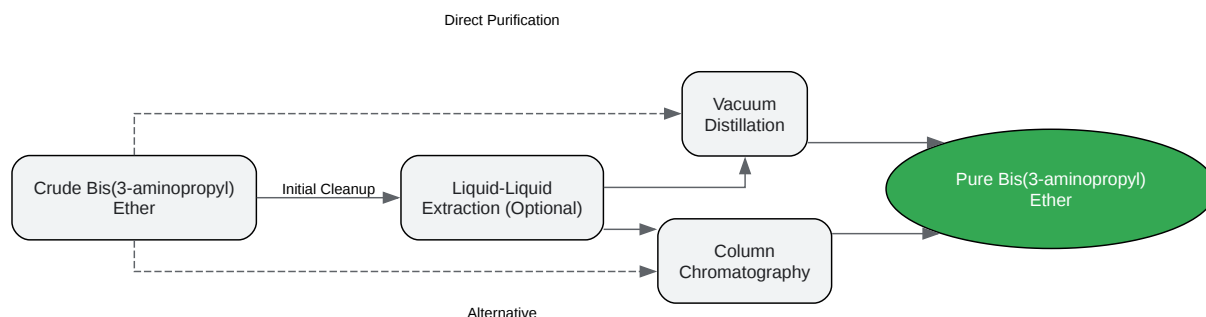 Direct Purification
Vacuum
Distillation
Crude Bis(3-aminopropyl)
Ether
Initial Cleanup
Liquid-Liquid
Extraction (Optional)
Pure Bis(3-aminopropyl)
Ether
Column
Chromatography
Alternative